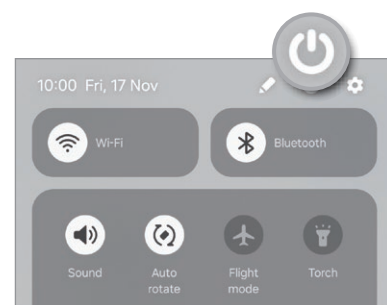 10:00 Fri, 17 Nov
Wi-Fi
Bluetooth
Sound
Auto
rotate
Flight
mode
Torch